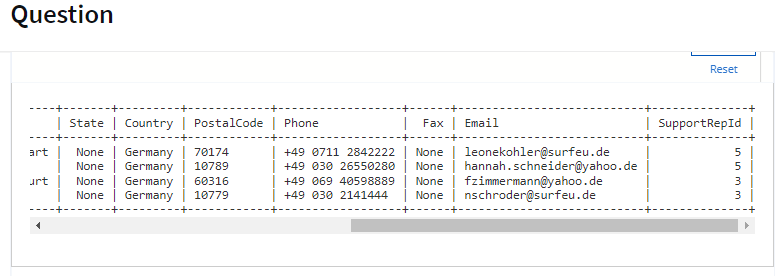 Question
Reset
----+-------+---------+------------+------------------+------+--------------------------+--------------+
| State | Country | PostalCode | Phone | Fax | Email | SupportRepId |
----+-------+---------+------------+------------------+------+--------------------------+--------------+
art | None | Germany | 70174 | +49 0711 2842222 | None | leonekohler@surfeu.de | 5 |
| None | Germany | 10789 | +49 030 26550280 | None | hannah.schneider@yahoo.de | 5 |
urt | None | Germany | 60316 | +49 069 40598889 | None | fzimmermann@yahoo.de | 3 |
| None | Germany | 10779 | +49 030 2141444 | None | nschroder@surfeu.de | 3 |
----+-------+---------+------------+------------------+------+--------------------------+--------------+